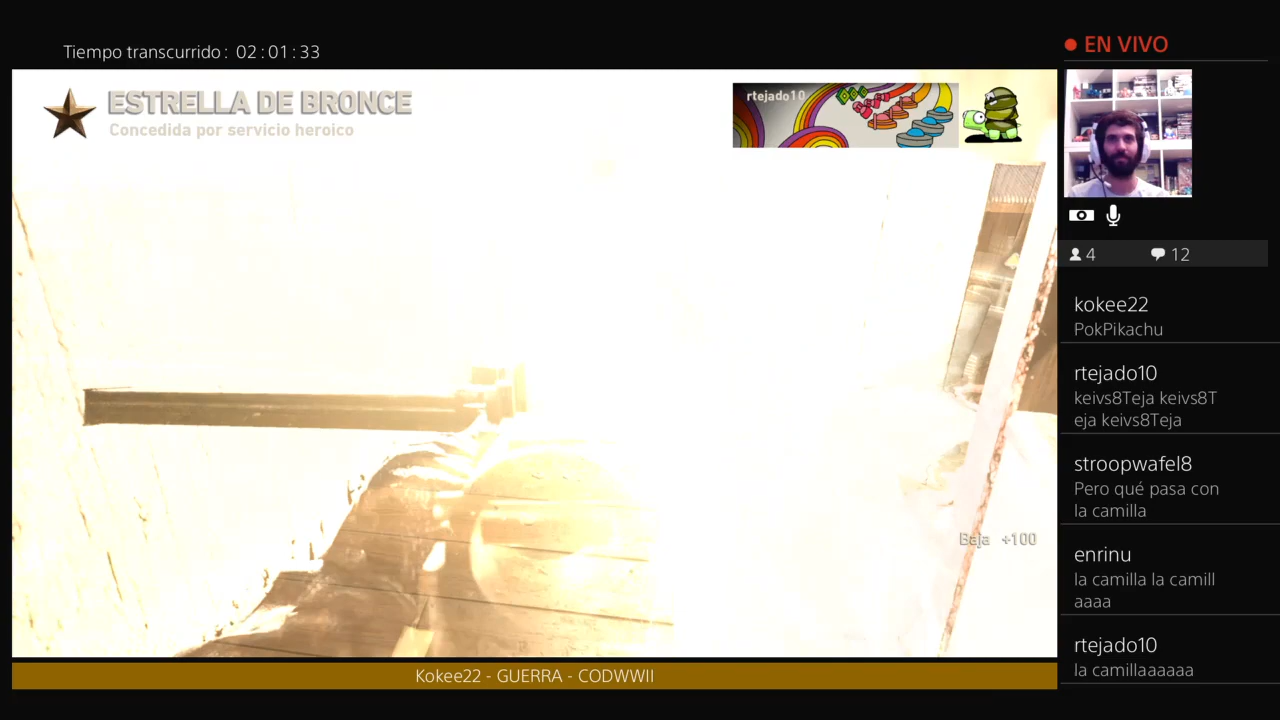 Tiempo transcurrido : 02 : 01 : 33
EN VIVO
ESTRELLA DE BRONCE
Concedida por servicio heroico
rtejado10
4
12
kokee22
PokPikachu
rtejado10
keivs8Teja keivs8T
eja keivs8Teja
stroopwafel8
Pero qué pasa con
la camilla
enrinu
la camilla la camill
aaaa
rtejado10
la camillaaaaaa
Baja +100
Kokee22 - GUERRA - CODWWII